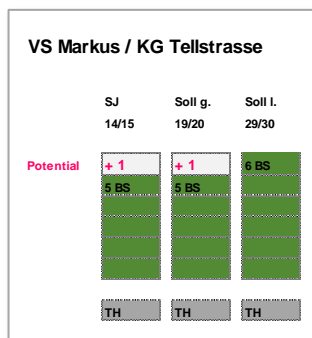 VS Markus / KG Tellstrasse
SJ Soll g. Soll l.
14/15 19/20 29/30
Potential + 1 + 1 6 BS
5 BS 5 BS
TH TH TH